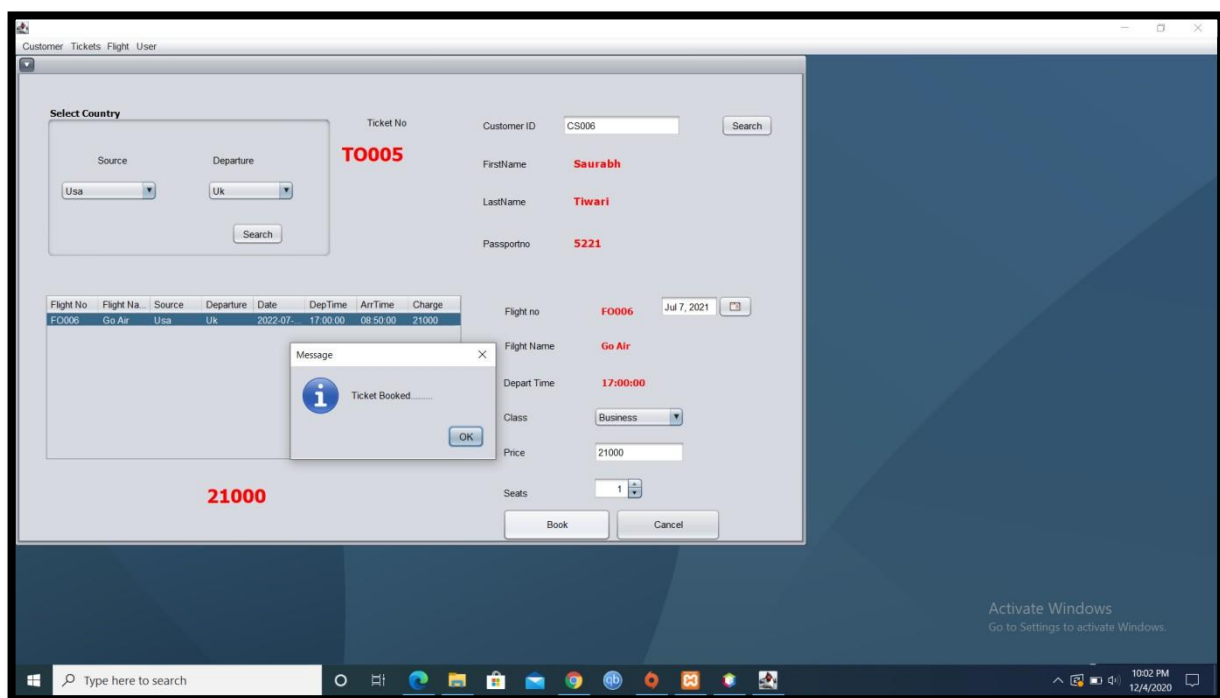 Customer Tickets Flight User
Select Country
Source Departure
Usa Uk
Search
Ticket No
TO005
Customer ID CS006 Search
FirstName Saurabh
LastName Tiwari
Passportno 5221
Flight No Flight Na... Source Departure Date DepTime ArrTime Charge
FO006 Go Air Usa Uk 2022-07-... 17:00:00 08:50:00 21000
Flight no FO006 Jul 7, 2021
Filght Name Go Air
Depart Time 17:00:00
Class Business
Price 21000
Seats 1
Book Cancel
Message
Ticket Booked.........
OK
21000
Activate Windows
Go to Settings to activate Windows.
Type here to search
qb
10:02 PM
12/4/2020